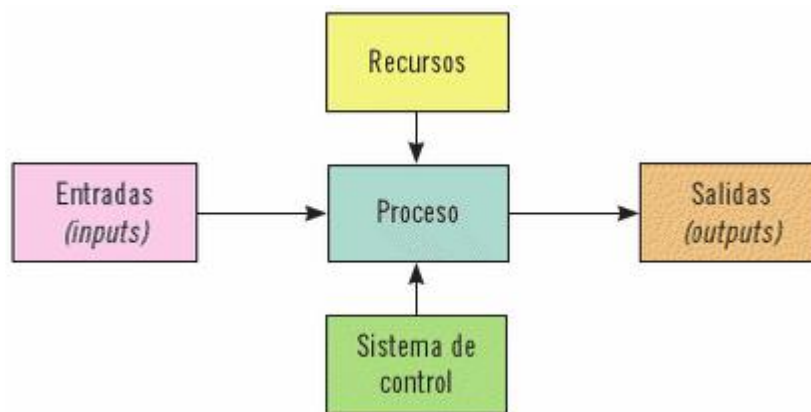 Recursos
Entradas
(inputs)
Proceso
Salidas
(outputs)
Sistema de
control